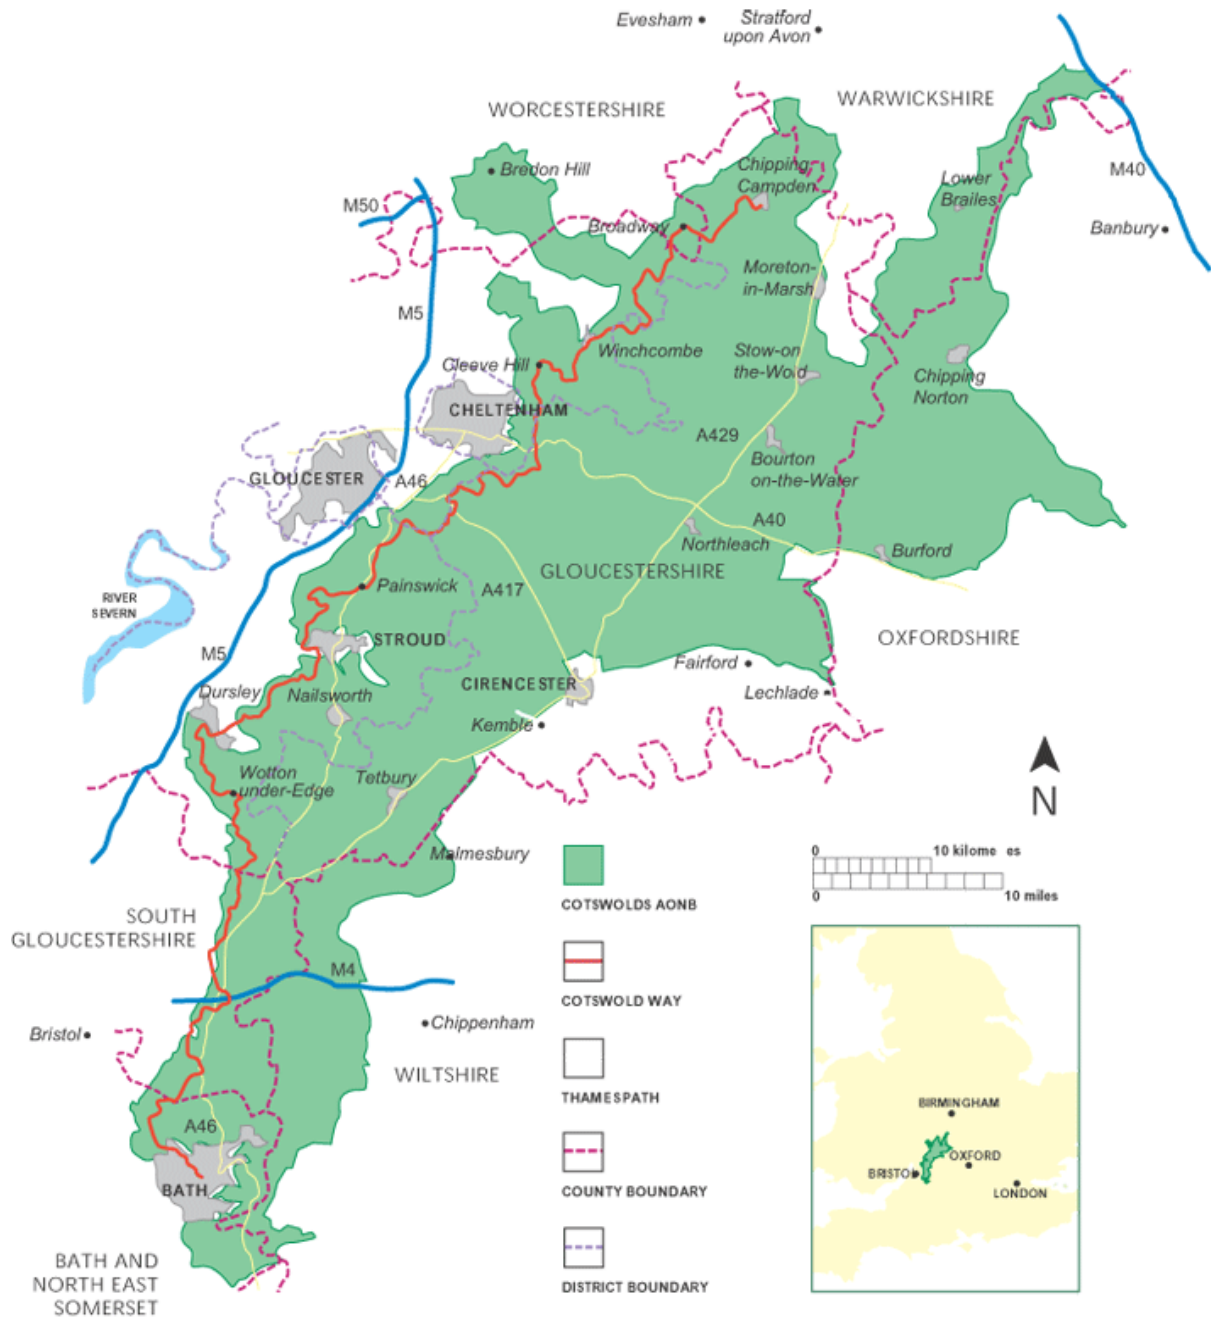 Evesham
Stratford
upon Avon
WORCESTERSHIRE
WARWICKSHIRE
Bredon Hill
Chipping
Campden
Lower
Brailes
M40
M50
Broadway
Banbury
Moreton-
in-Marsh
M5
Winchcombe
Stow-on
the-Wold
Cleeve Hill
Chipping
Norton
CHELTENHAM
A429
Bourton
on-the-Water
GLOUCESTER
A46
A40
Northleach
Burford
GLOUCESTERSHIRE
Painswick
A417
RIVER
SEVERN
STROUD
OXFORDSHIRE
M5
Fairford
CIRENCESTER
Lechlade
Dursley
Nailsworth
Kemble
Wotton
under-Edge
Tetbury
N
Malmesbury
0
10 kilome es
0
10 miles
COTSWOLDS AONB
SOUTH
GLOUCESTERSHIRE
M4
COTSWOLD WAY
Bristol
Chippenham
WILTSHIRE
THAMESPATH
A46
BATH
COUNTY BOUNDARY
BIRMINGHAM
OXFORD
BRISTOL
LONDON
BATH AND
NORTH EAST
SOMERSET
DISTRICT BOUNDARY